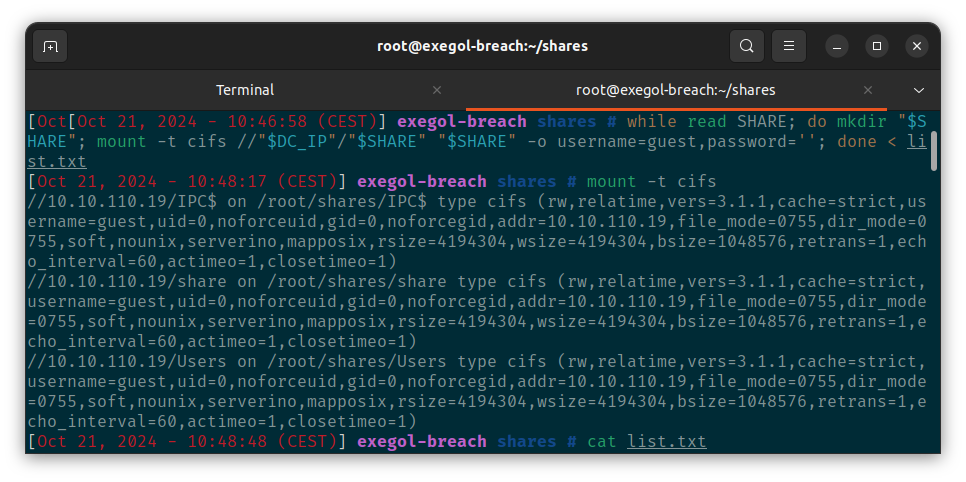 root@exegol-breach:~/shares
Terminal
root@exegol-breach:~/shares
[Oct[Oct 21, 2024 - 10:46:58 (CEST)] exegol-breach shares # while read SHARE; do mkdir "$S
HARE"; mount -t cifs //"$DC_IP"/"$SHARE" "$SHARE" -o username=guest,password=''; done < li
st.txt
[Oct 21, 2024 - 10:48:17 (CEST)] exegol-breach shares # mount -t cifs
//10.10.110.19/IPC$ on /root/shares/IPC$ type cifs (rw,relatime,vers=3.1.1,cache=strict,us
ername=guest,uid=0,noforceuid,gid=0,noforcegid,addr=10.10.110.19,file_mode=0755,dir_mode=0
755,soft,nounix,serverino,mapposix,rsize=4194304,wsize=4194304,bsize=1048576,retrans=1,ech
o_interval=60,actimeo=1,closetimeo=1)
//10.10.110.19/share on /root/shares/share type cifs (rw,relatime,vers=3.1.1,cache=strict,
username=guest,uid=0,noforceuid,gid=0,noforcegid,addr=10.10.110.19,file_mode=0755,dir_mode
=0755,soft,nounix,serverino,mapposix,rsize=4194304,wsize=4194304,bsize=1048576,retrans=1,e
cho_interval=60,actimeo=1,closetimeo=1)
//10.10.110.19/Users on /root/shares/Users type cifs (rw,relatime,vers=3.1.1,cache=strict,
username=guest,uid=0,noforceuid,gid=0,noforcegid,addr=10.10.110.19,file_mode=0755,dir_mode
=0755,soft,nounix,serverino,mapposix,rsize=4194304,wsize=4194304,bsize=1048576,retrans=1,e
cho_interval=60,actimeo=1,closetimeo=1)
[Oct 21, 2024 - 10:48:48 (CEST)] exegol-breach shares # cat list.txt